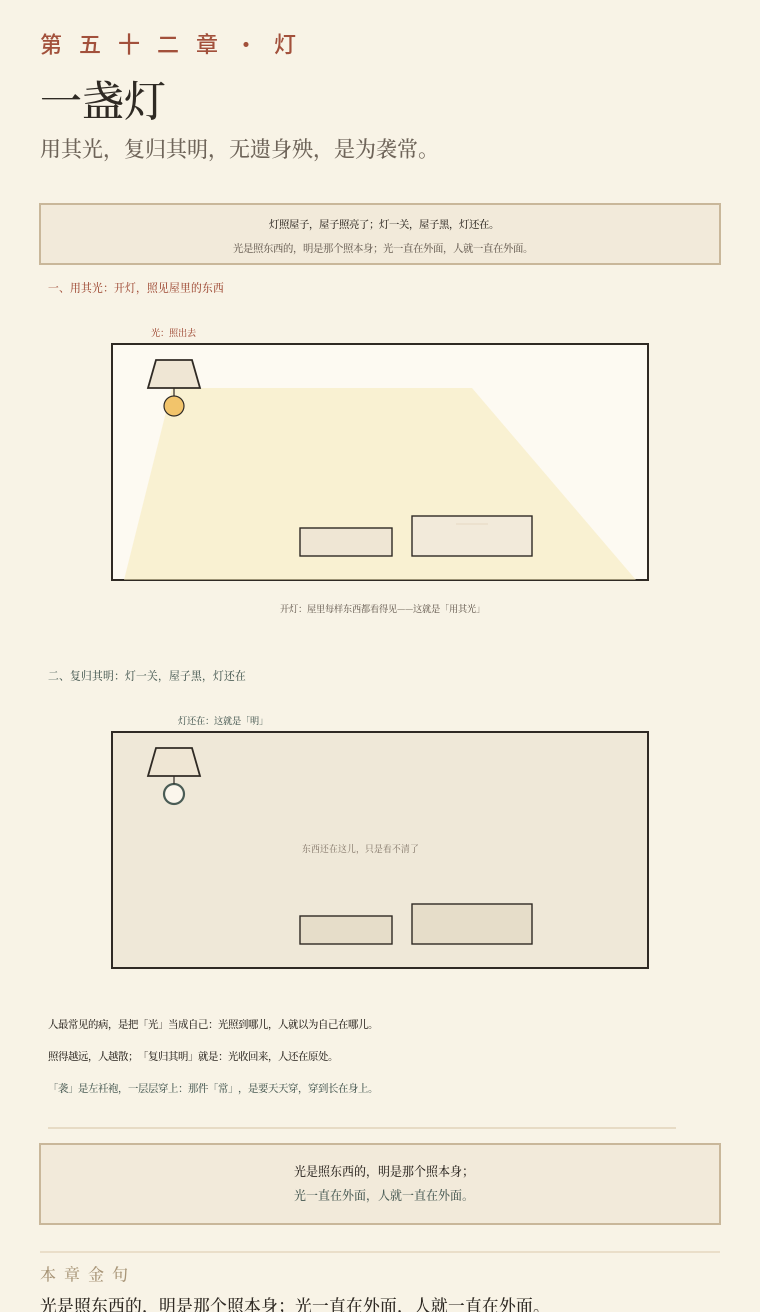 第五十二章·灯
一盏灯
用其光，复归其明，无遗身殃，是为袭常。
灯照屋子，屋子照亮了；灯一关，屋子黑，灯还在。
光是照东西的，明是那个照本身；光一直在外面，人就一直在外面。
一、用其光：开灯，照见屋里的东西
光：照出去
开灯：屋里每样东西都看得见——这就是「用其光」
二、复归其明：灯一关，屋子黑，灯还在
灯还在：这就是「明」
东西还在这儿，只是看不清了
人最常见的病，是把「光」当成自己：光照到哪儿，人就以为自己在哪儿。
照得越远，人越散；「复归其明」就是：光收回来，人还在原处。
「袭」是左衽袍，一层层穿上：那件「常」，是要天天穿，穿到长在身上。
光是照东西的，明是那个照本身；
光一直在外面，人就一直在外面。
本章金句
光是照东西的，明是那个照本身；光一直在外面，人就一直在外面。